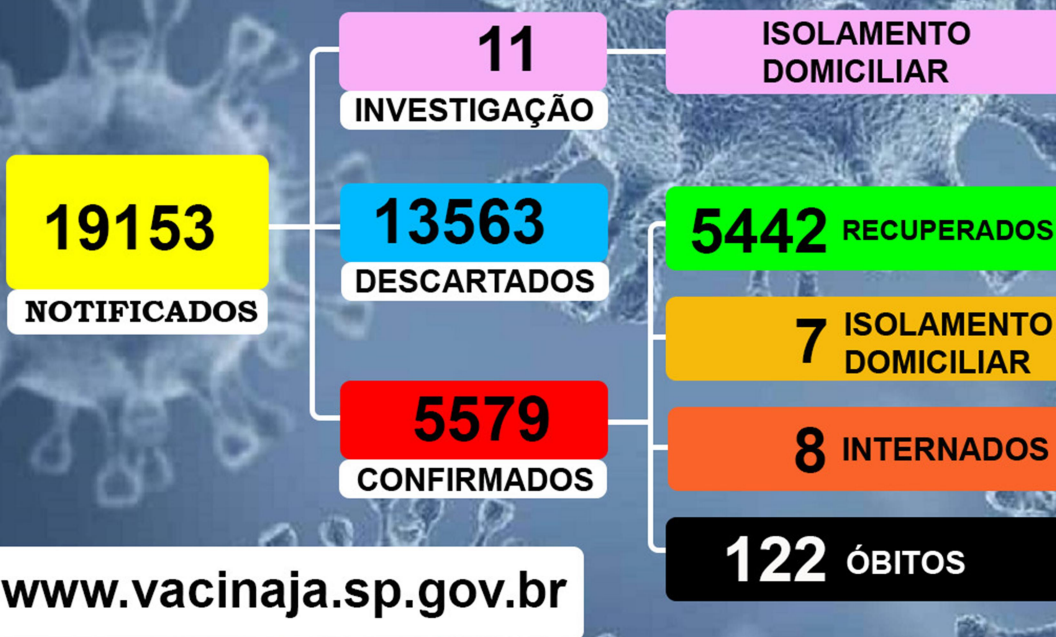 19153
NOTIFICADOS
11
INVESTIGAÇÃO
ISOLAMENTO
DOMICILIAR
13563
DESCARTADOS
5579
CONFIRMADOS
5442 RECUPERADOS
7 ISOLAMENTO
DOMICILIAR
8 INTERNADOS
122 ÓBITOS
www.vacinaja.sp.gov.br